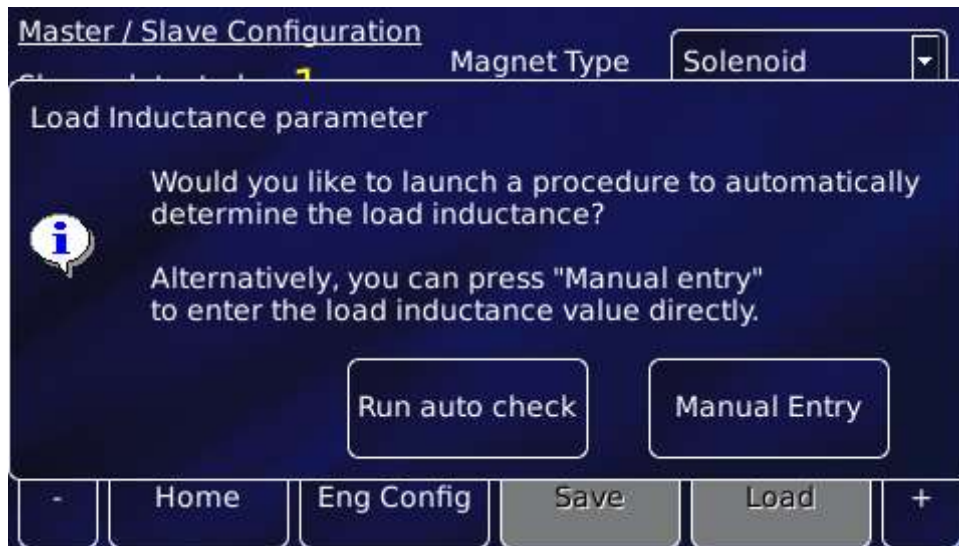 Master / Slave Configuration
Magnet Type
Solenoid
1
Load Inductance parameter
Would you like to launch a procedure to automatically
determine the load inductance?
Alternatively, you can press "Manual entry"
to enter the load inductance value directly.
Run auto check
Manual Entry
-
Home
Eng Config
Save
Load
+